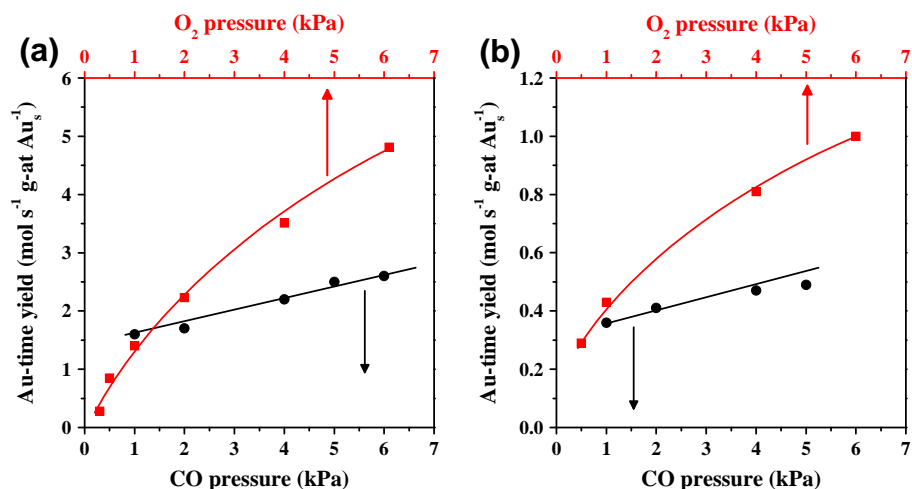 (a)
O2 pressure (kPa)
0 1 2 3 4 5 6 7
6
5
4
3
2
1
0
Au-time yield (mol s-1 g-at Aus-1)
0 1 2 3 4 5 6 7
CO pressure (kPa)
(b)
O2 pressure (kPa)
0 1 2 3 4 5 6 7
1.2
1.0
0.8
0.6
0.4
0.2
0.0
Au-time yield (mol s-1 g-at Aus-1)
0 1 2 3 4 5 6 7
CO pressure (kPa)